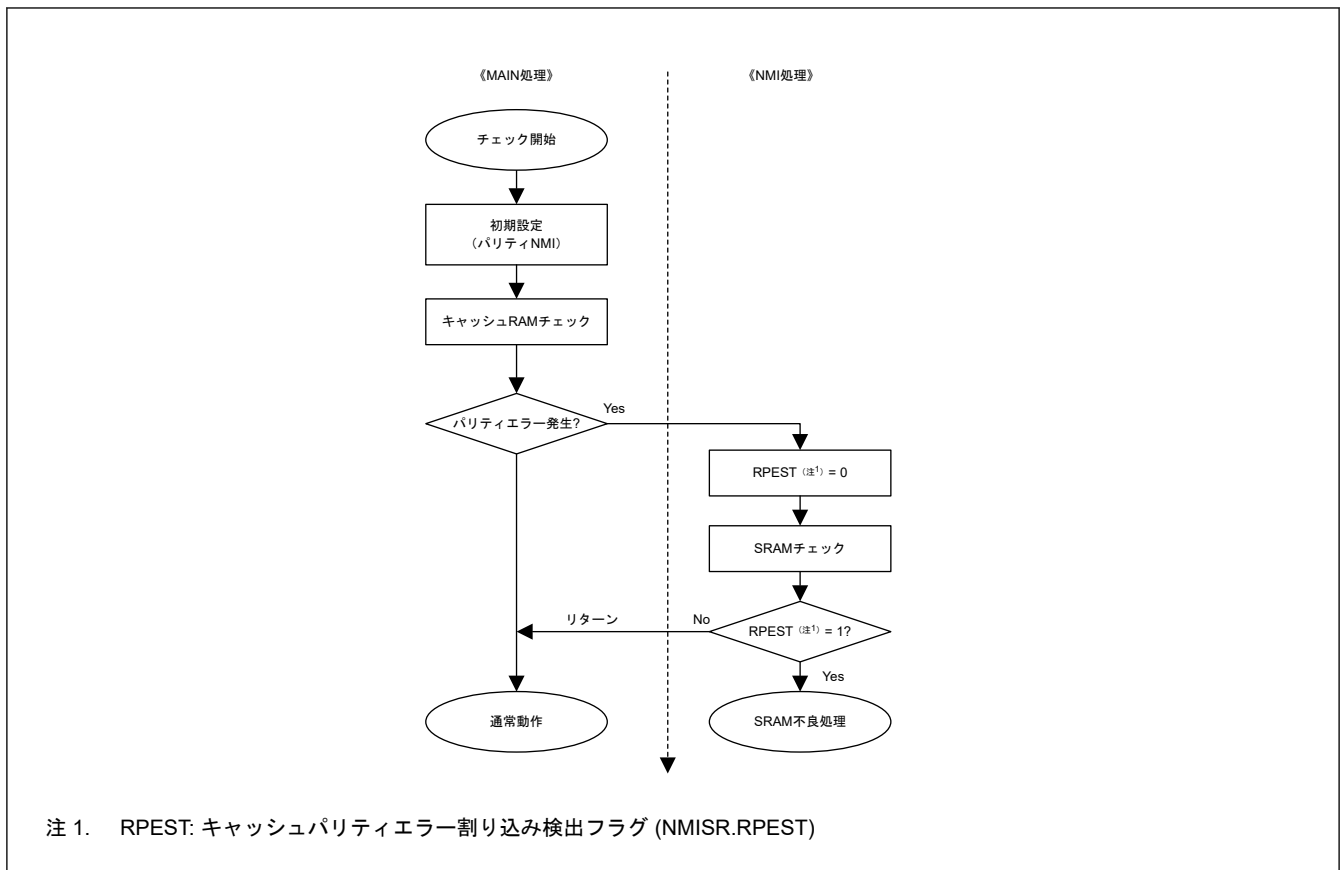 《MAIN処理》
《NMI処理》
チェック開始
初期設定
（パリティNMI）
キャッシュRAMチェック
パリティエラー発生?
Yes
RPEST（注1）= 0
SRAMチェック
リターン
No
RPEST（注1）= 1?
Yes
通常動作
SRAM不良処理
注 1. RPEST: キャッシュパリティエラー割り込み検出フラグ (NMISR.RPEST)